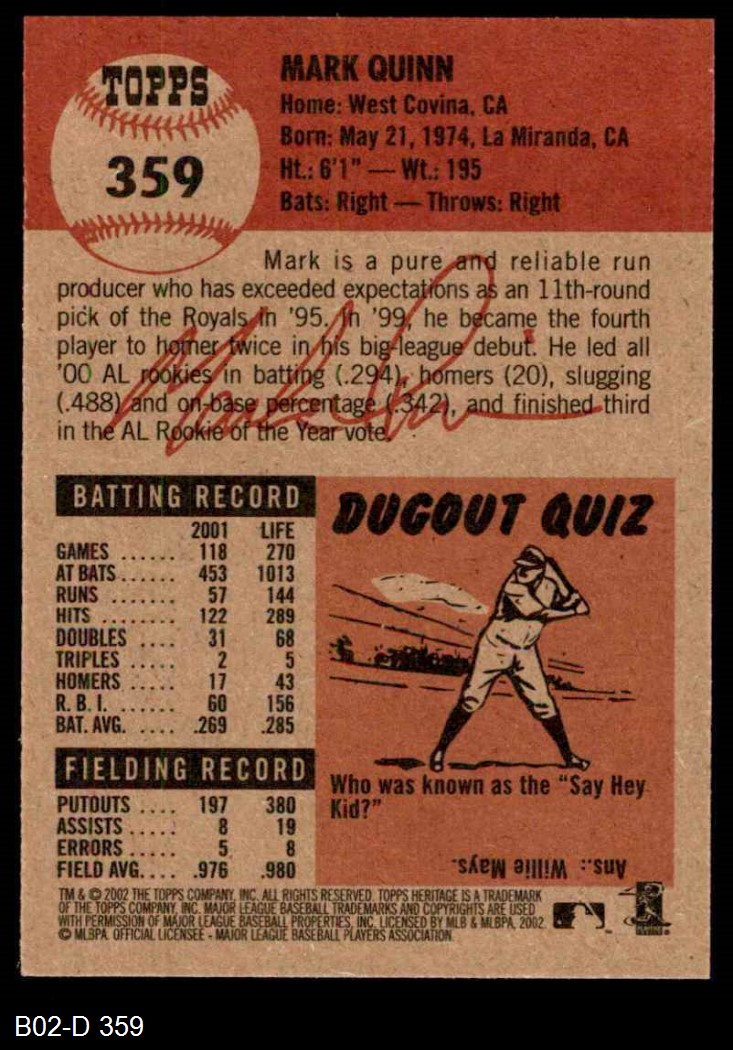 TOPPS
359
MARK QUINN
Home: West Covina, CA
Born: May 21, 1974, La Miranda, CA
Ht.: 6'1" — Wt.: 195
Bats: Right — Throws: Right
Mark is a pure and reliable run
producer who has exceeded expectations as an 11th-round
pick of the Royals in '95. In '99, he became the fourth
player to homer twice in his big-league debut. He led all
'00 AL rookies in batting (.294), homers (20), slugging
(.488) and on-base percentage (.342), and finished third
in the AL Rookie of the Year vote.
Mark Quinn
BATTING RECORD
2001 LIFE
GAMES ...... 118 270
AT BATS...... 453 1013
RUNS ........ 57 144
HITS ........ 122 289
DOUBLES .... 31 68
TRIPLES ..... 2 5
HOMERS ..... 17 43
R. B. I. ...... 60 156
BAT. AVG. .... .269 .285
FIELDING RECORD
PUTOUTS .... 197 380
ASSISTS ..... 8 19
ERRORS ..... 5 8
FIELD AVG.... .976 .980
DUGOUT QUIZ
Who was known as the "Say Hey
Kid?"
Ans.: Willie Mays.
TM & © 2002 THE TOPPS COMPANY, INC. ALL RIGHTS RESERVED. TOPPS HERITAGE IS A TRADEMARK
OF THE TOPPS COMPANY, INC. MAJOR LEAGUE BASEBALL TRADEMARKS AND COPYRIGHTS ARE USED
WITH PERMISSION OF MAJOR LEAGUE BASEBALL PROPERTIES, INC. LICENSED BY MLB & MLBPA, 2002.
© MLBPA. OFFICIAL LICENSEE - MAJOR LEAGUE BASEBALL PLAYERS ASSOCIATION.
B02-D 359